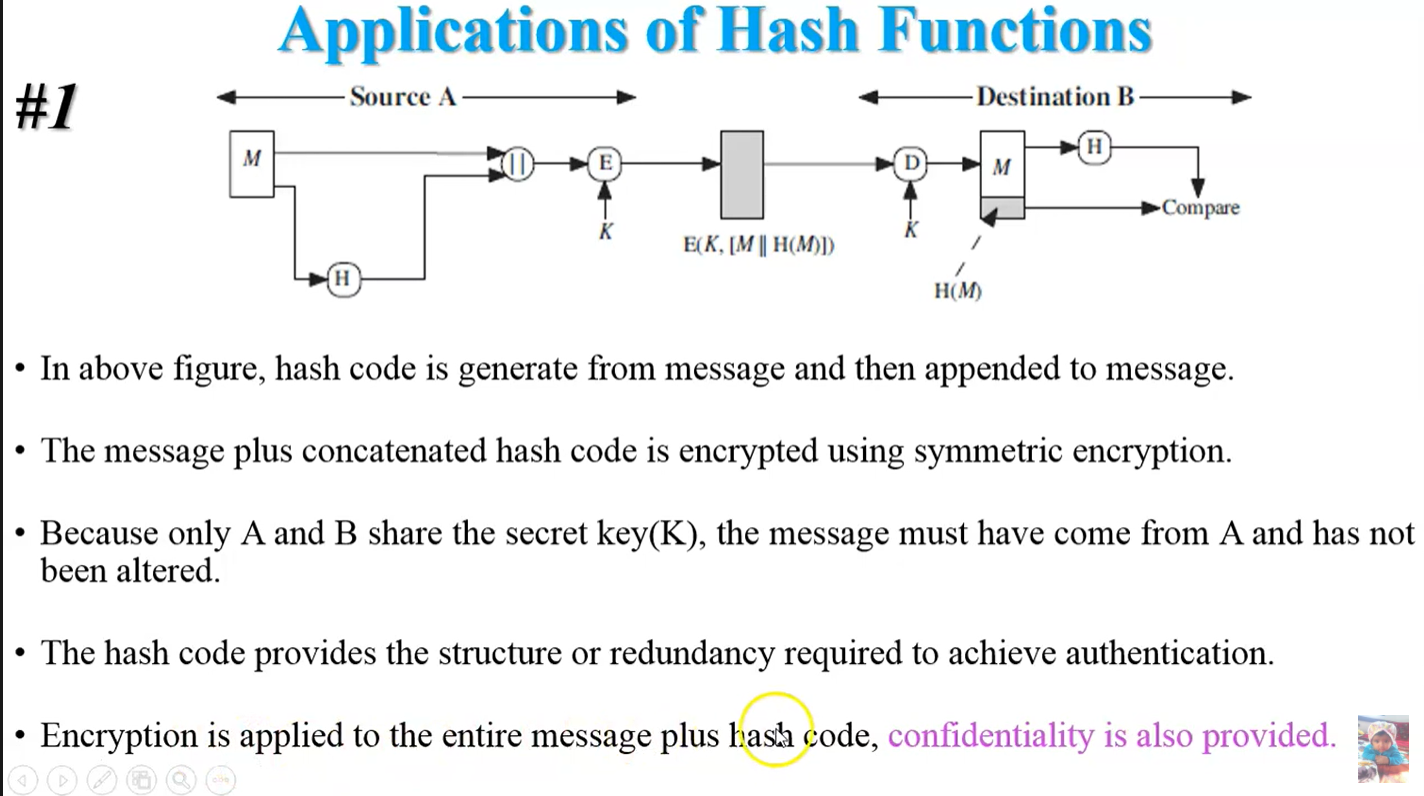 Applications of Hash Functions
#1
Source A
Destination B
M
||
E
D
M
H
K
K
Compare
E(K, [M || H(M)])
H
H(M)
• In above figure, hash code is generate from message and then appended to message.
• The message plus concatenated hash code is encrypted using symmetric encryption.
• Because only A and B share the secret key(K), the message must have come from A and has not
been altered.
• The hash code provides the structure or redundancy required to achieve authentication.
• Encryption is applied to the entire message plus hash code, confidentiality is also provided.